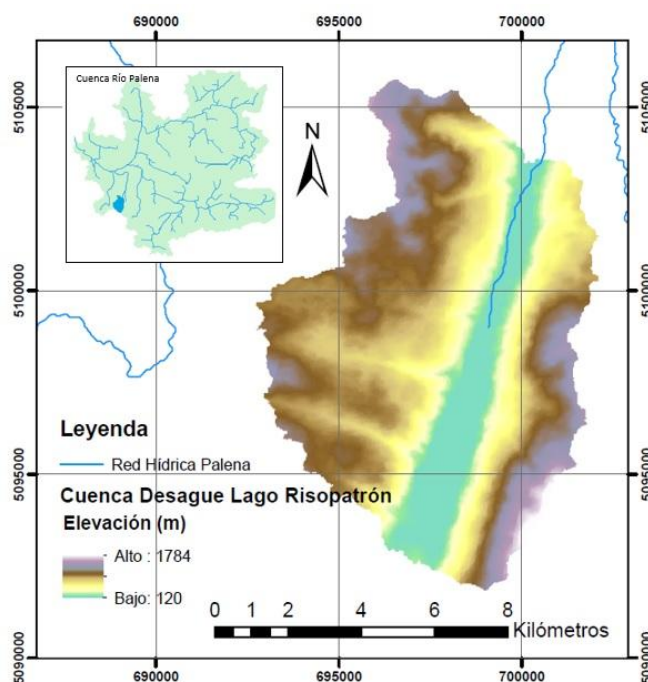 690000 695000 700000
Cuenca Río Palena
N
5105000 5105000
5100000 5100000
5095000 5095000
5090000 5090000
Leyenda
Red Hídrica Palena
Cuenca Desague Lago Risopatrón
Elevación (m)
Alto : 1784
Bajo: 120
0 1 2 4 6 8
Kilómetros
690000 695000 700000